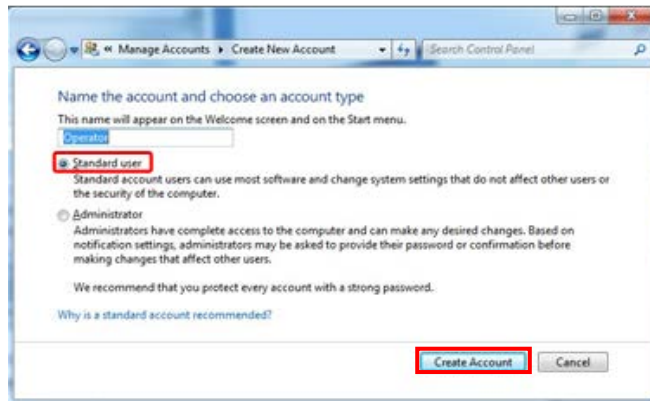 « Manage Accounts ▸ Create New Account
Search Control Panel
Name the account and choose an account type
This name will appear on the Welcome screen and on the Start menu.
Operator
Standard user
Standard account users can use most software and change system settings that do not affect other users or
the security of the computer.
Administrator
Administrators have complete access to the computer and can make any desired changes. Based on
notification settings, administrators may be asked to provide their password or confirmation before
making changes that affect other users.
We recommend that you protect every account with a strong password.
Why is a standard account recommended?
Create Account
Cancel